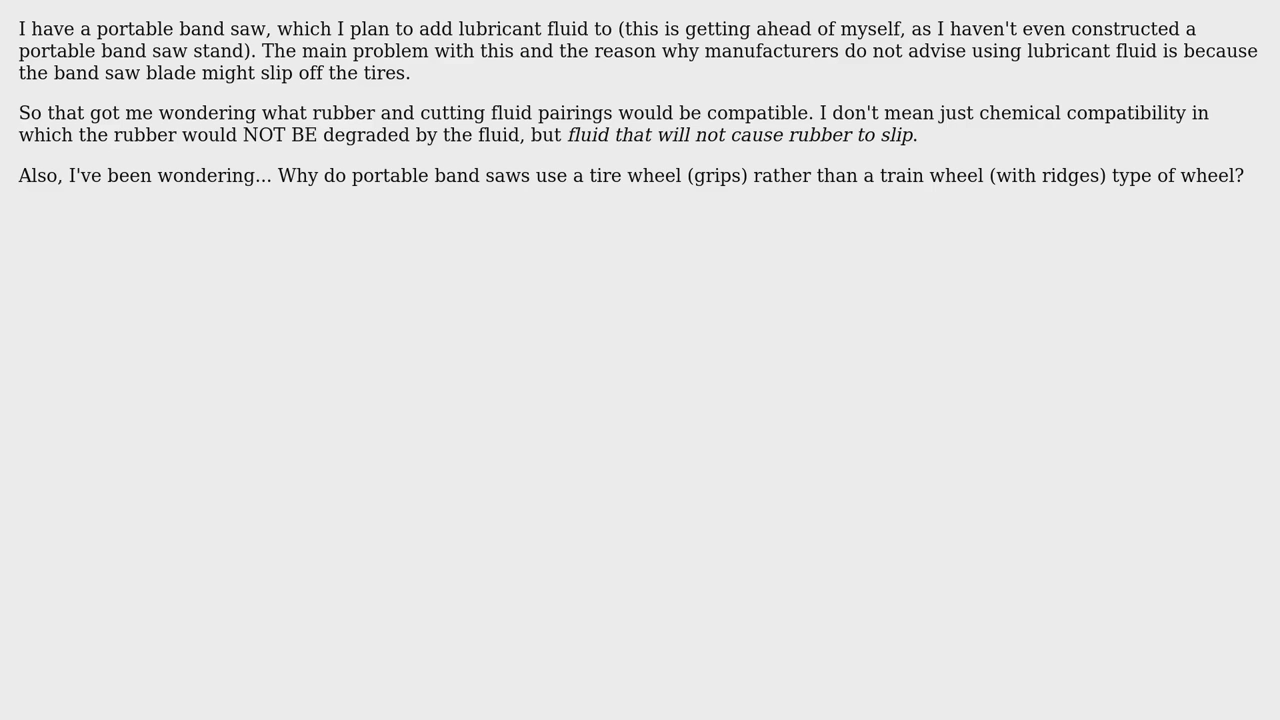 I have a portable band saw, which I plan to add lubricant fluid to (this is getting ahead of myself, as I haven't even constructed a
portable band saw stand). The main problem with this and the reason why manufacturers do not advise using lubricant fluid is because
the band saw blade might slip off the tires.
So that got me wondering what rubber and cutting fluid pairings would be compatible. I don't mean just chemical compatibility in
which the rubber would NOT BE degraded by the fluid, but fluid that will not cause rubber to slip.
Also, I've been wondering... Why do portable band saws use a tire wheel (grips) rather than a train wheel (with ridges) type of wheel?